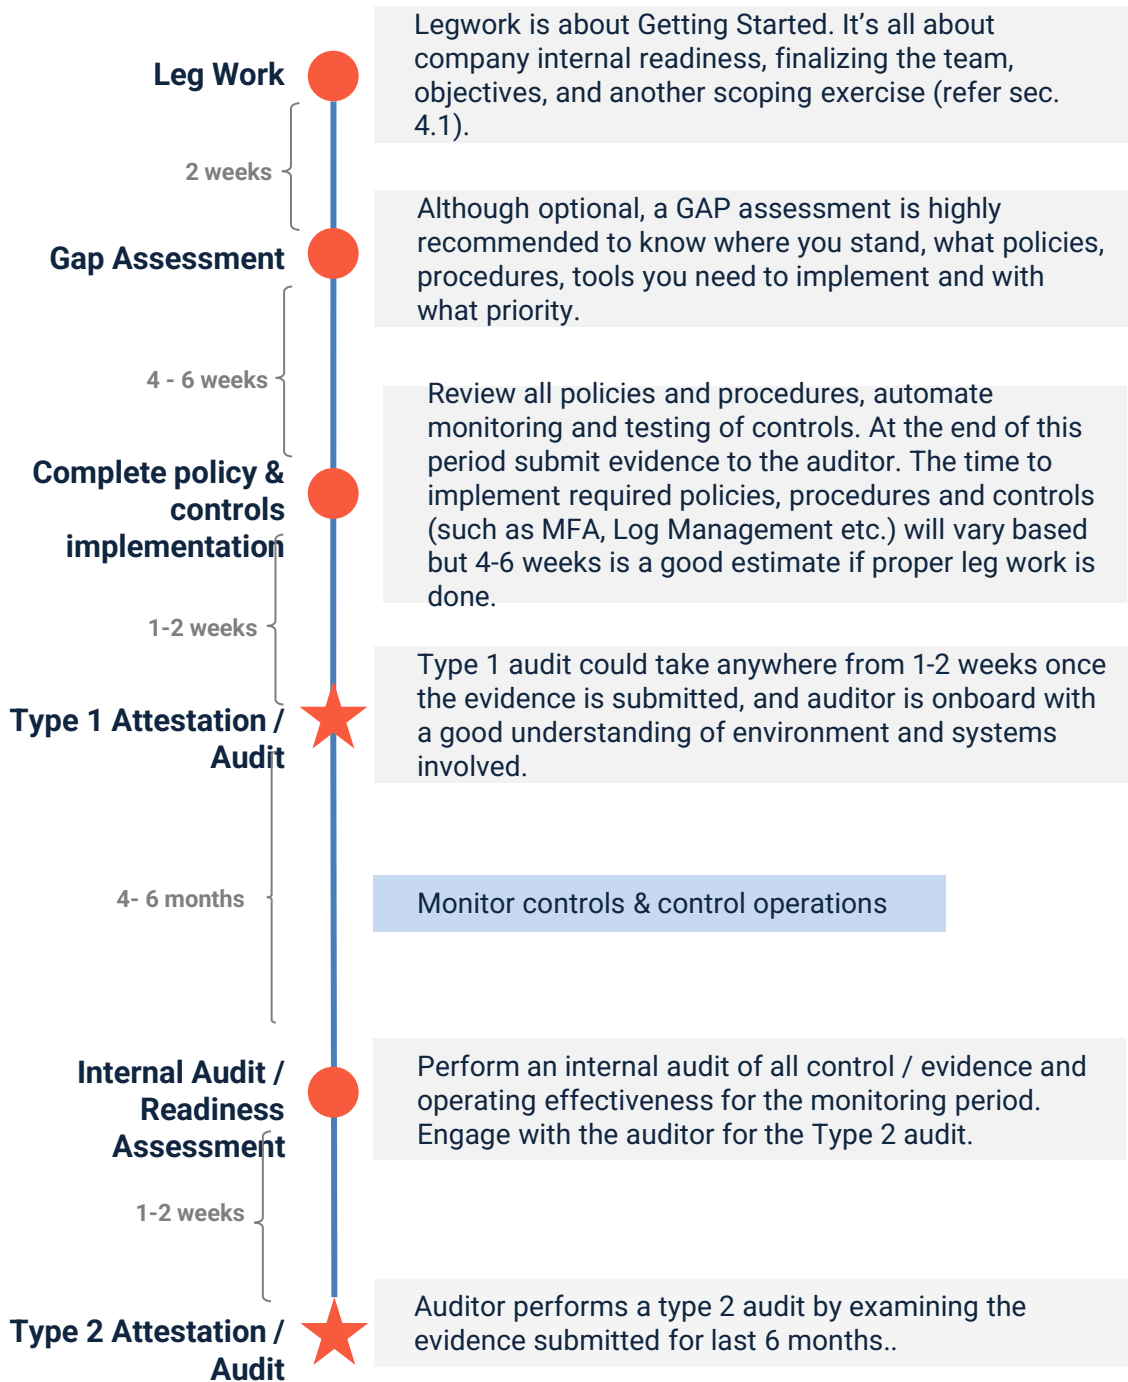 Leg Work
Legwork is about Getting Started. It’s all about
company internal readiness, finalizing the team,
objectives, and another scoping exercise (refer sec.
4.1).
2 weeks
Gap Assessment
Although optional, a GAP assessment is highly
recommended to know where you stand, what policies,
procedures, tools you need to implement and with
what priority.
4 - 6 weeks
Complete policy &
controls
implementation
Review all policies and procedures, automate
monitoring and testing of controls. At the end of this
period submit evidence to the auditor. The time to
implement required policies, procedures and controls
(such as MFA, Log Management etc.) will vary based
but 4-6 weeks is a good estimate if proper leg work is
done.
1-2 weeks
Type 1 Attestation /
Audit
Type 1 audit could take anywhere from 1-2 weeks once
the evidence is submitted, and auditor is onboard with
a good understanding of environment and systems
involved.
4- 6 months
Monitor controls & control operations
Internal Audit /
Readiness
Assessment
Perform an internal audit of all control / evidence and
operating effectiveness for the monitoring period.
Engage with the auditor for the Type 2 audit.
1-2 weeks
Type 2 Attestation /
Audit
Auditor performs a type 2 audit by examining the
evidence submitted for last 6 months..